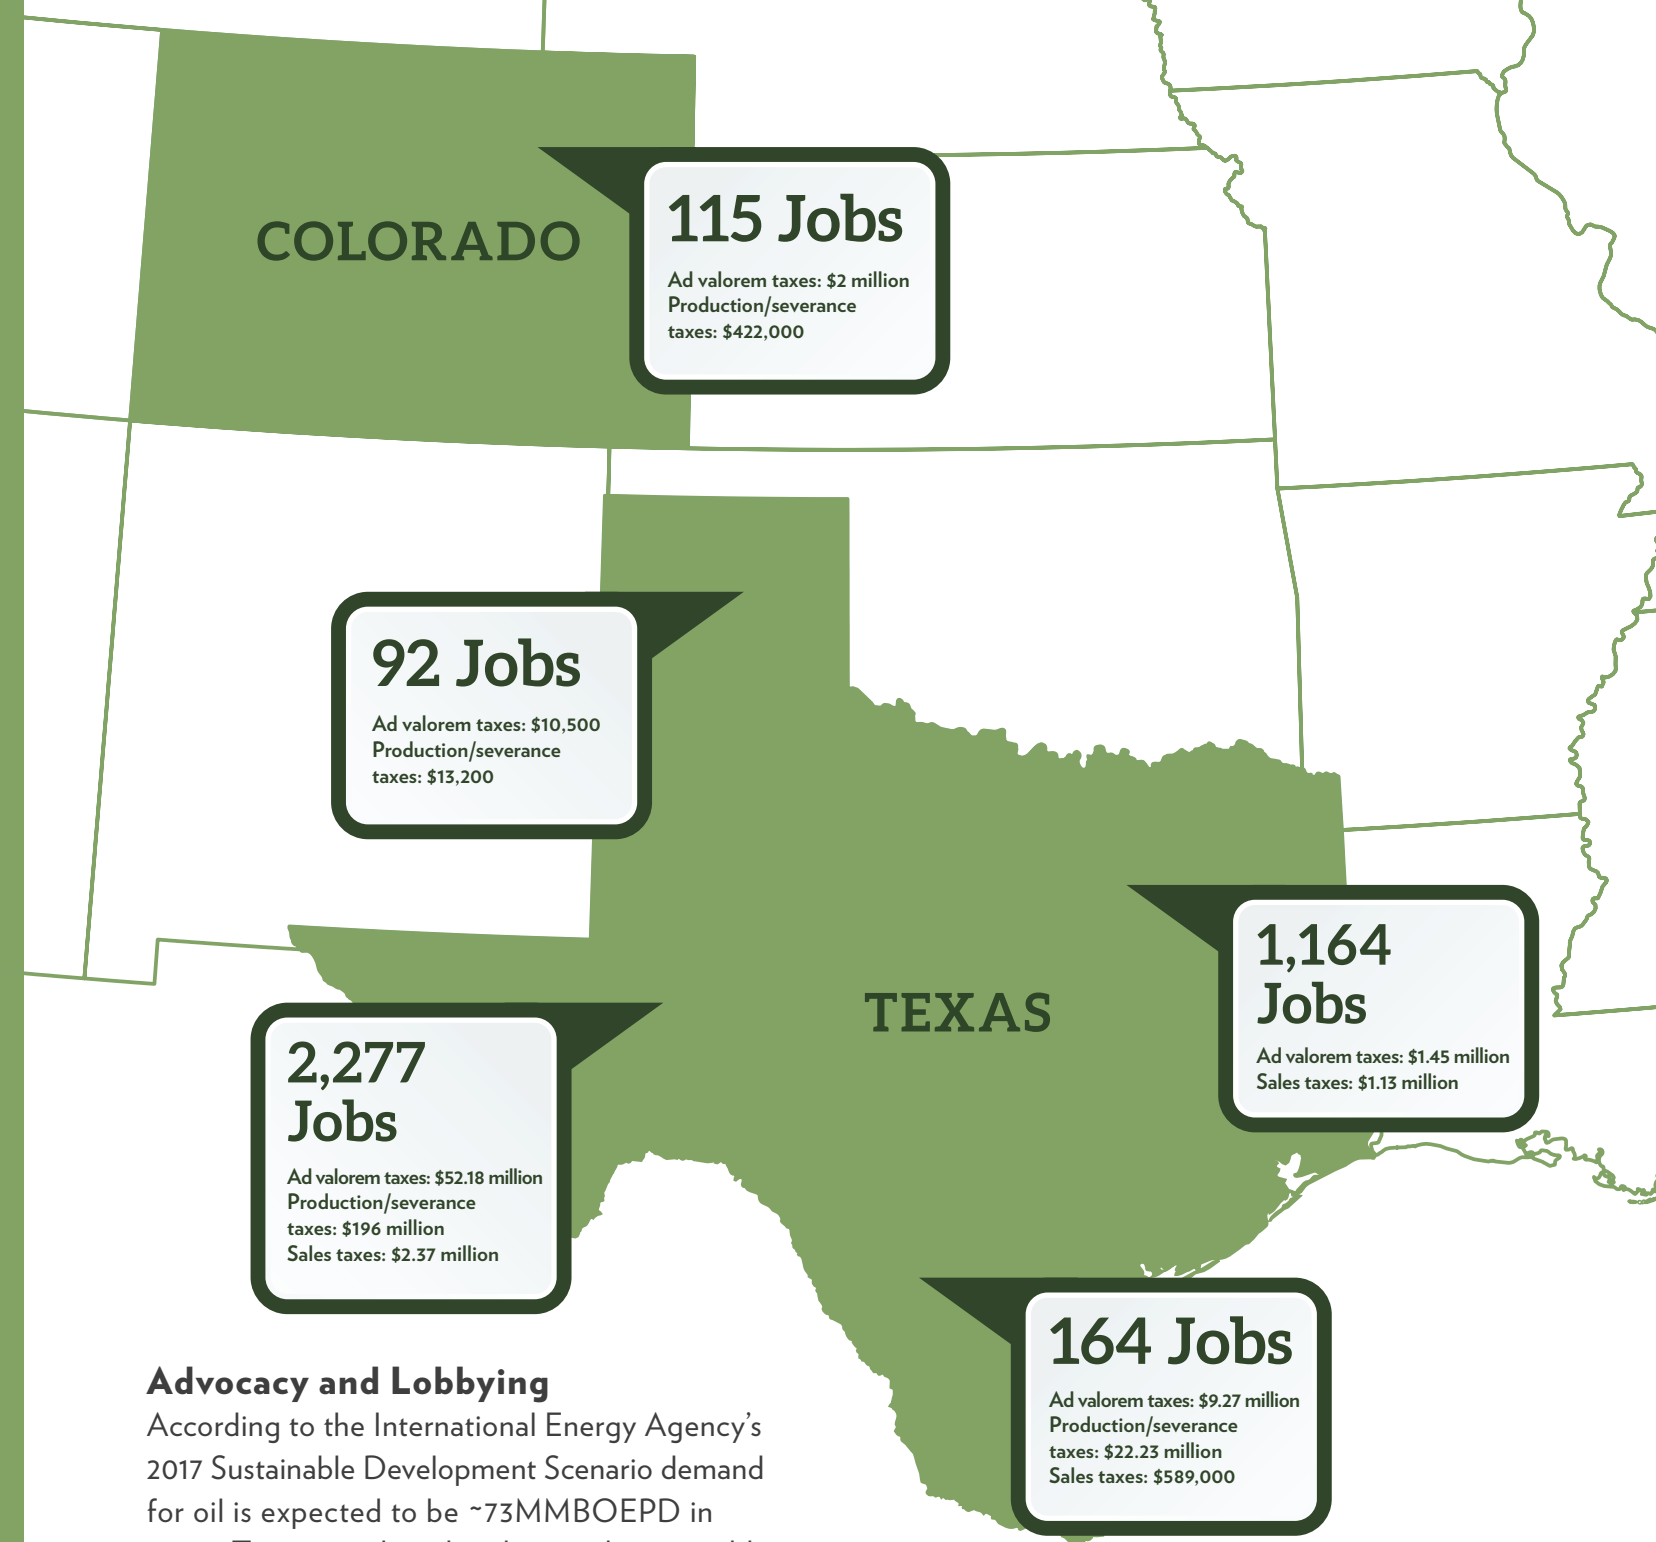 COLORADO
115 Jobs
Ad valorem taxes: $2 million
Production/severance
taxes: $422,000
92 Jobs
Ad valorem taxes: $10,500
Production/severance
taxes: $13,200
TEXAS
1,164
Jobs
Ad valorem taxes: $1.45 million
Sales taxes: $1.13 million
2,277
Jobs
Ad valorem taxes: $52.18 million
Production/severance
taxes: $196 million
Sales taxes: $2.37 million
164 Jobs
Ad valorem taxes: $9.27 million
Production/severance
taxes: $22.23 million
Sales taxes: $589,000
Advocacy and Lobbying
According to the International Energy Agency’s
2017 Sustainable Development Scenario demand
for oil is expected to be ~73MMBOEPD in